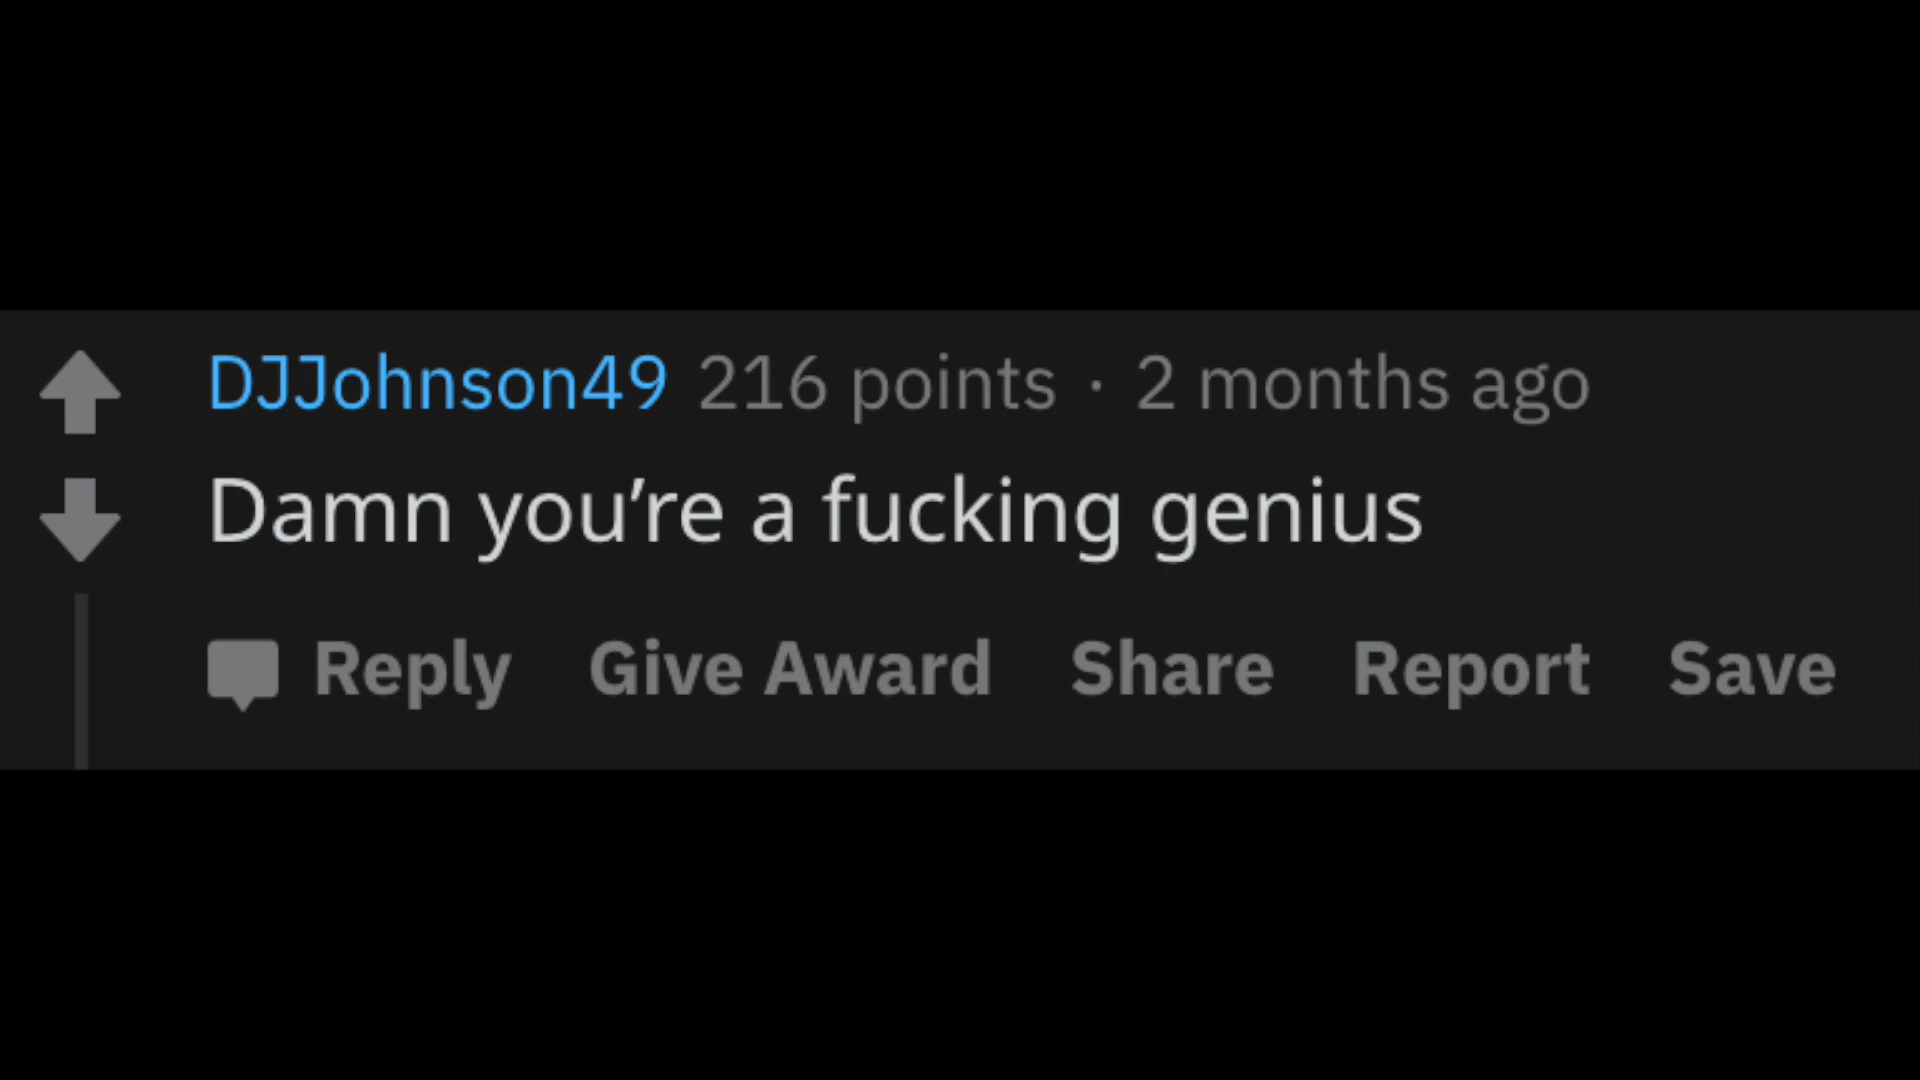 DJJohnson49 216 points · 2 months ago
Damn you’re a fucking genius
Reply Give Award Share Report Save